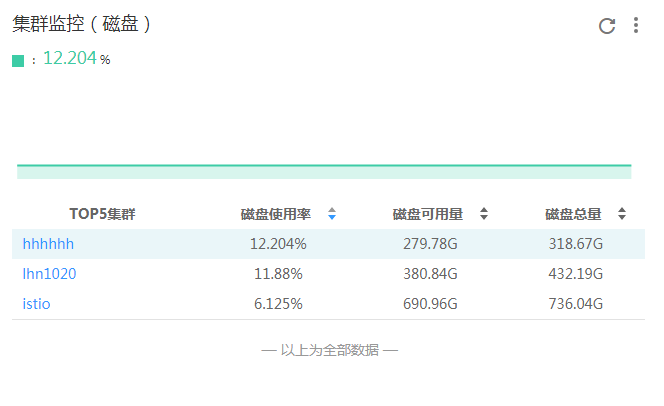 集群监控（磁盘）
：12.204 %
TOP5集群 磁盘使用率 磁盘可用量 磁盘总量
hhhhhh 12.204% 279.78G 318.67G
lhn1020 11.88% 380.84G 432.19G
istio 6.125% 690.96G 736.04G
— 以上为全部数据 —